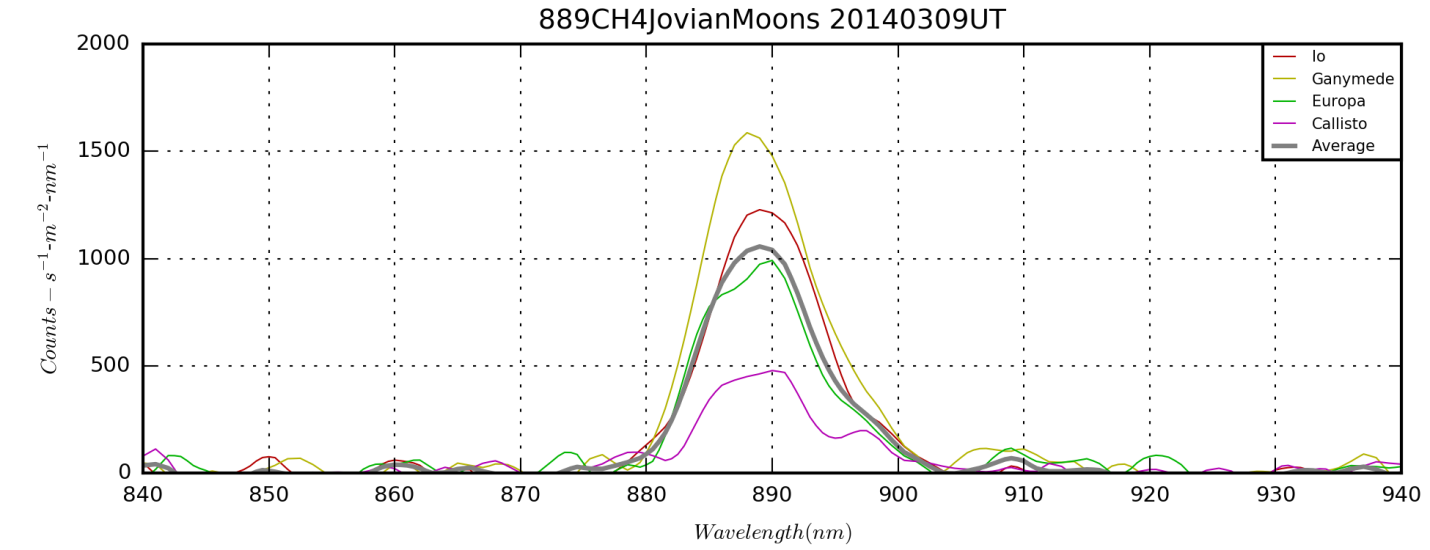 889CH4JovianMoons 20140309UT
2000
1500
1000
500
0
Counts − s⁻¹-m⁻²-nm⁻¹
Io
Ganymede
Europa
Callisto
Average
840 850 860 870 880 890 900 910 920 930 940
Wavelength(nm)